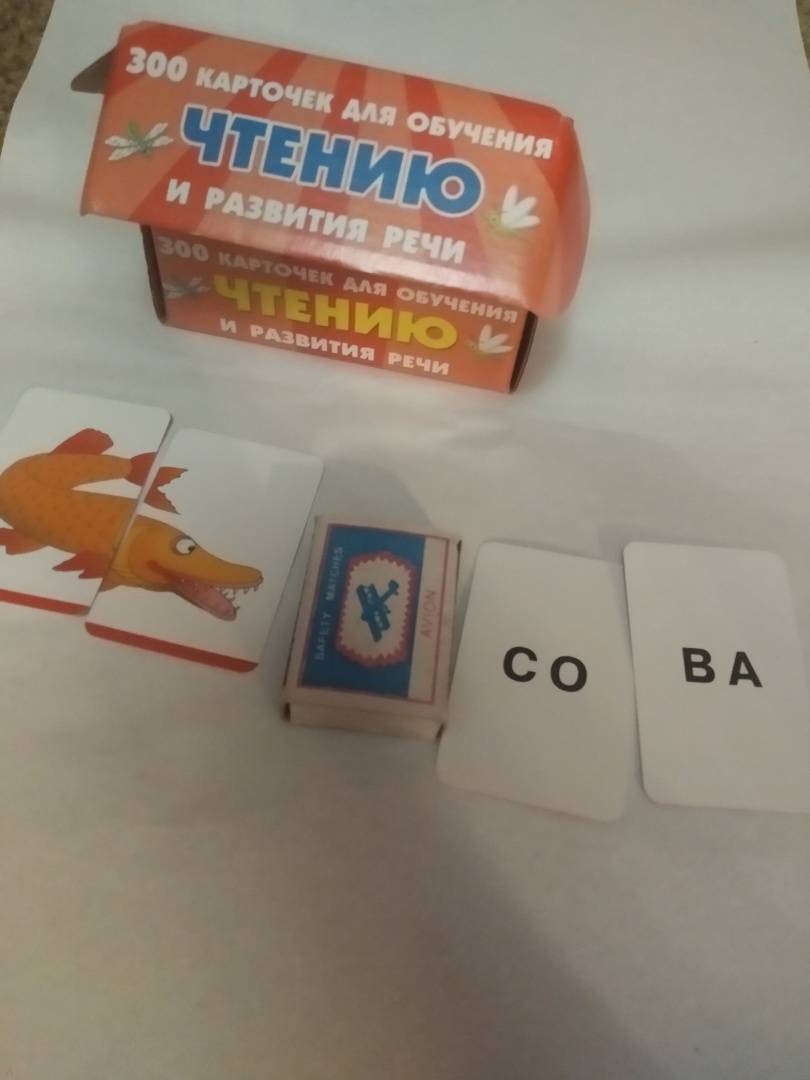 300 КАРТОЧЕК ДЛЯ ОБУЧЕНИЯ
ЧТЕНИЮ
И РАЗВИТИЯ РЕЧИ
300 КАРТОЧЕК ДЛЯ ОБУЧЕНИЯ
ЧТЕНИЮ
И РАЗВИТИЯ РЕЧИ
SAFETY MATCHES
AVION
СО
ВА